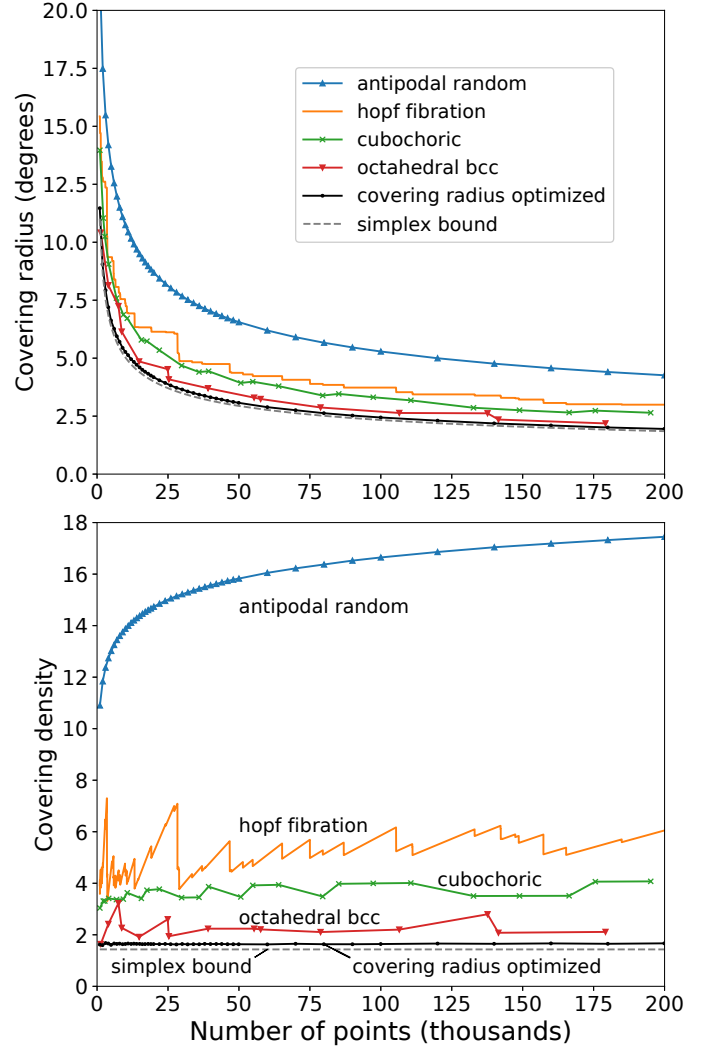 20.0
17.5
15.0
12.5
10.0
7.5
5.0
2.5
0.0
Covering radius (degrees)
antipodal random
hopf fibration
cubochoric
octahedral bcc
covering radius optimized
simplex bound
0 25 50 75 100 125 150 175 200
18
16
14
12
10
8
6
4
2
0
Covering density
antipodal random
hopf fibration
cubochoric
octahedral bcc
simplex bound covering radius optimized
0 25 50 75 100 125 150 175 200
Number of points (thousands)